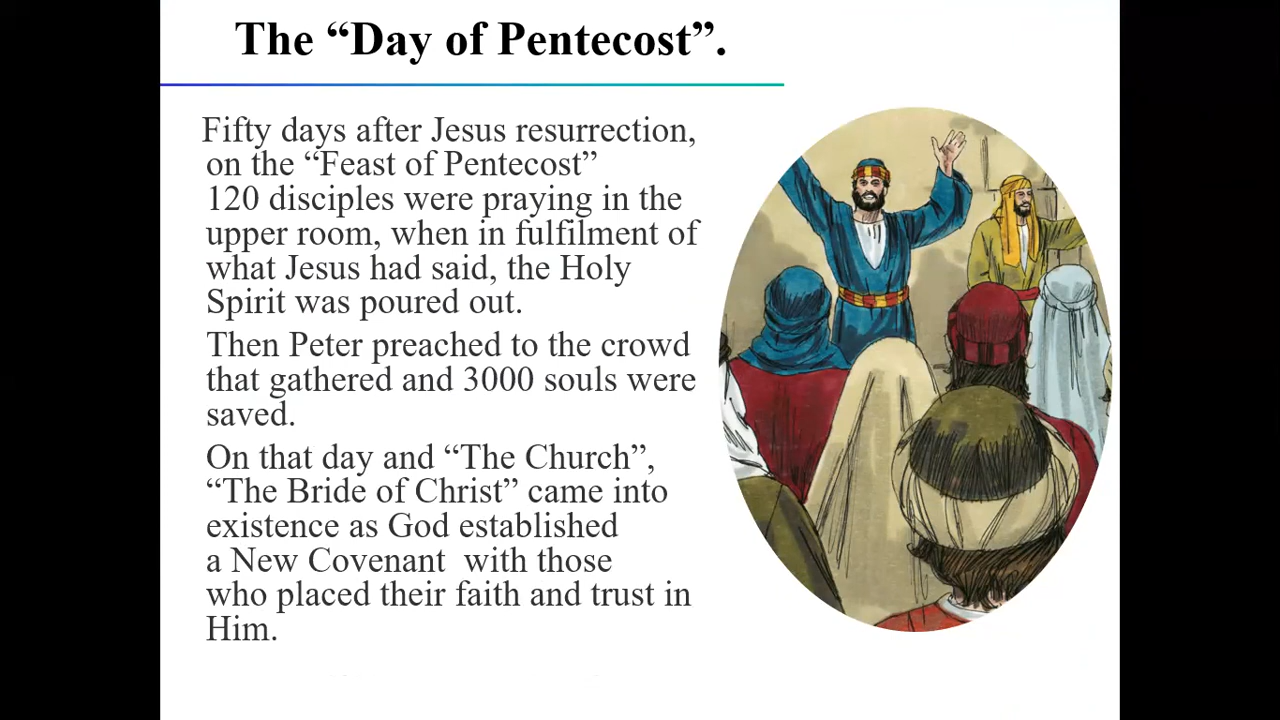 The “Day of Pentecost”.
Fifty days after Jesus resurrection,
on the “Feast of Pentecost”
120 disciples were praying in the
upper room, when in fulfilment of
what Jesus had said, the Holy
Spirit was poured out.
Then Peter preached to the crowd
that gathered and 3000 souls were
saved.
On that day and “The Church”,
“The Bride of Christ” came into
existence as God established
a New Covenant  with those
who placed their faith and trust in
Him.